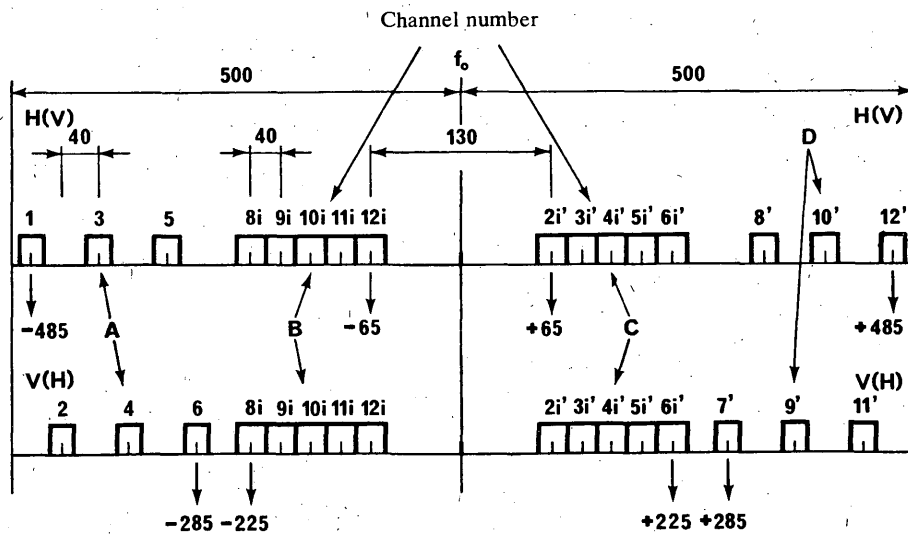 Channel number
500 f₀ 500
H(V) H(V)
40 40 130 D
1 3 5 8i 9i 10i 11i 12i 2i' 3i' 4i' 5i' 6i' 8' 10' 12'
−485 A B −65 +65 C +485
V(H) V(H)
2 4 6 8i 9i 10i 11i 12i 2i' 3i' 4i' 5i' 6i' 7' 9' 11'
−285 −225 +225 +285